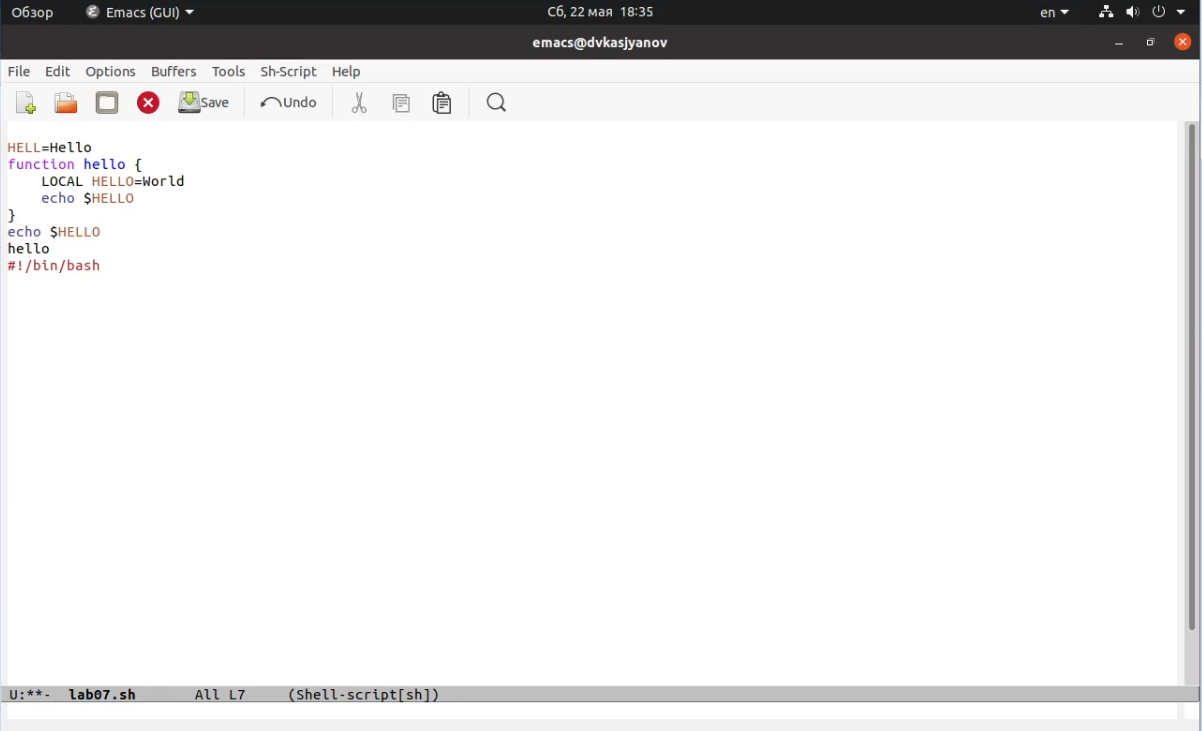 Обзор Emacs (GUI) Сб, 22 мая 18:35 en
emacs@dvkasjyanov
File Edit Options Buffers Tools Sh-Script Help
Save Undo
HELL=Hello
function hello {
    LOCAL HELLO=World
    echo $HELLO
}
echo $HELLO
hello
#!/bin/bash
U:**- lab07.sh All L7 (Shell-script[sh])